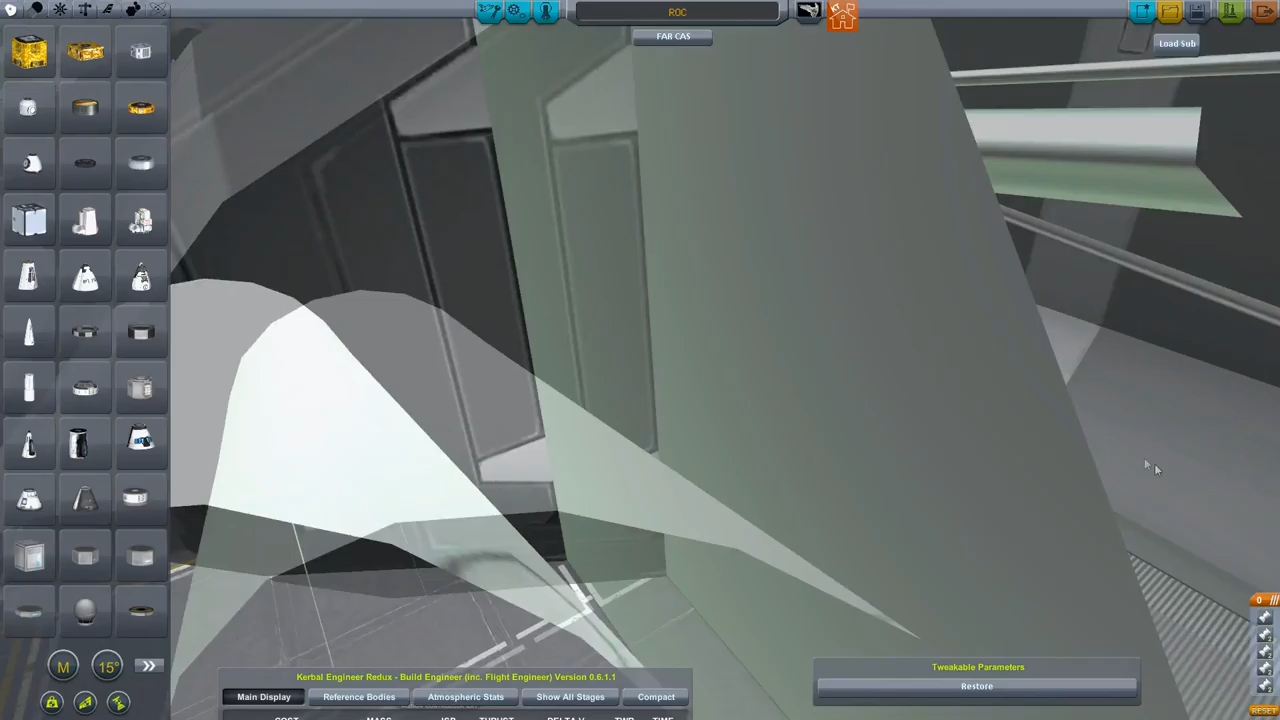 ROC
FAR CAS
Load Sub
0
M
15°
Kerbal Engineer Redux - Build Engineer (inc. Flight Engineer) Version 0.6.1.1
Main Display Reference Bodies Atmospheric Stats Show All Stages Compact
Tweakable Parameters
Restore
RESET